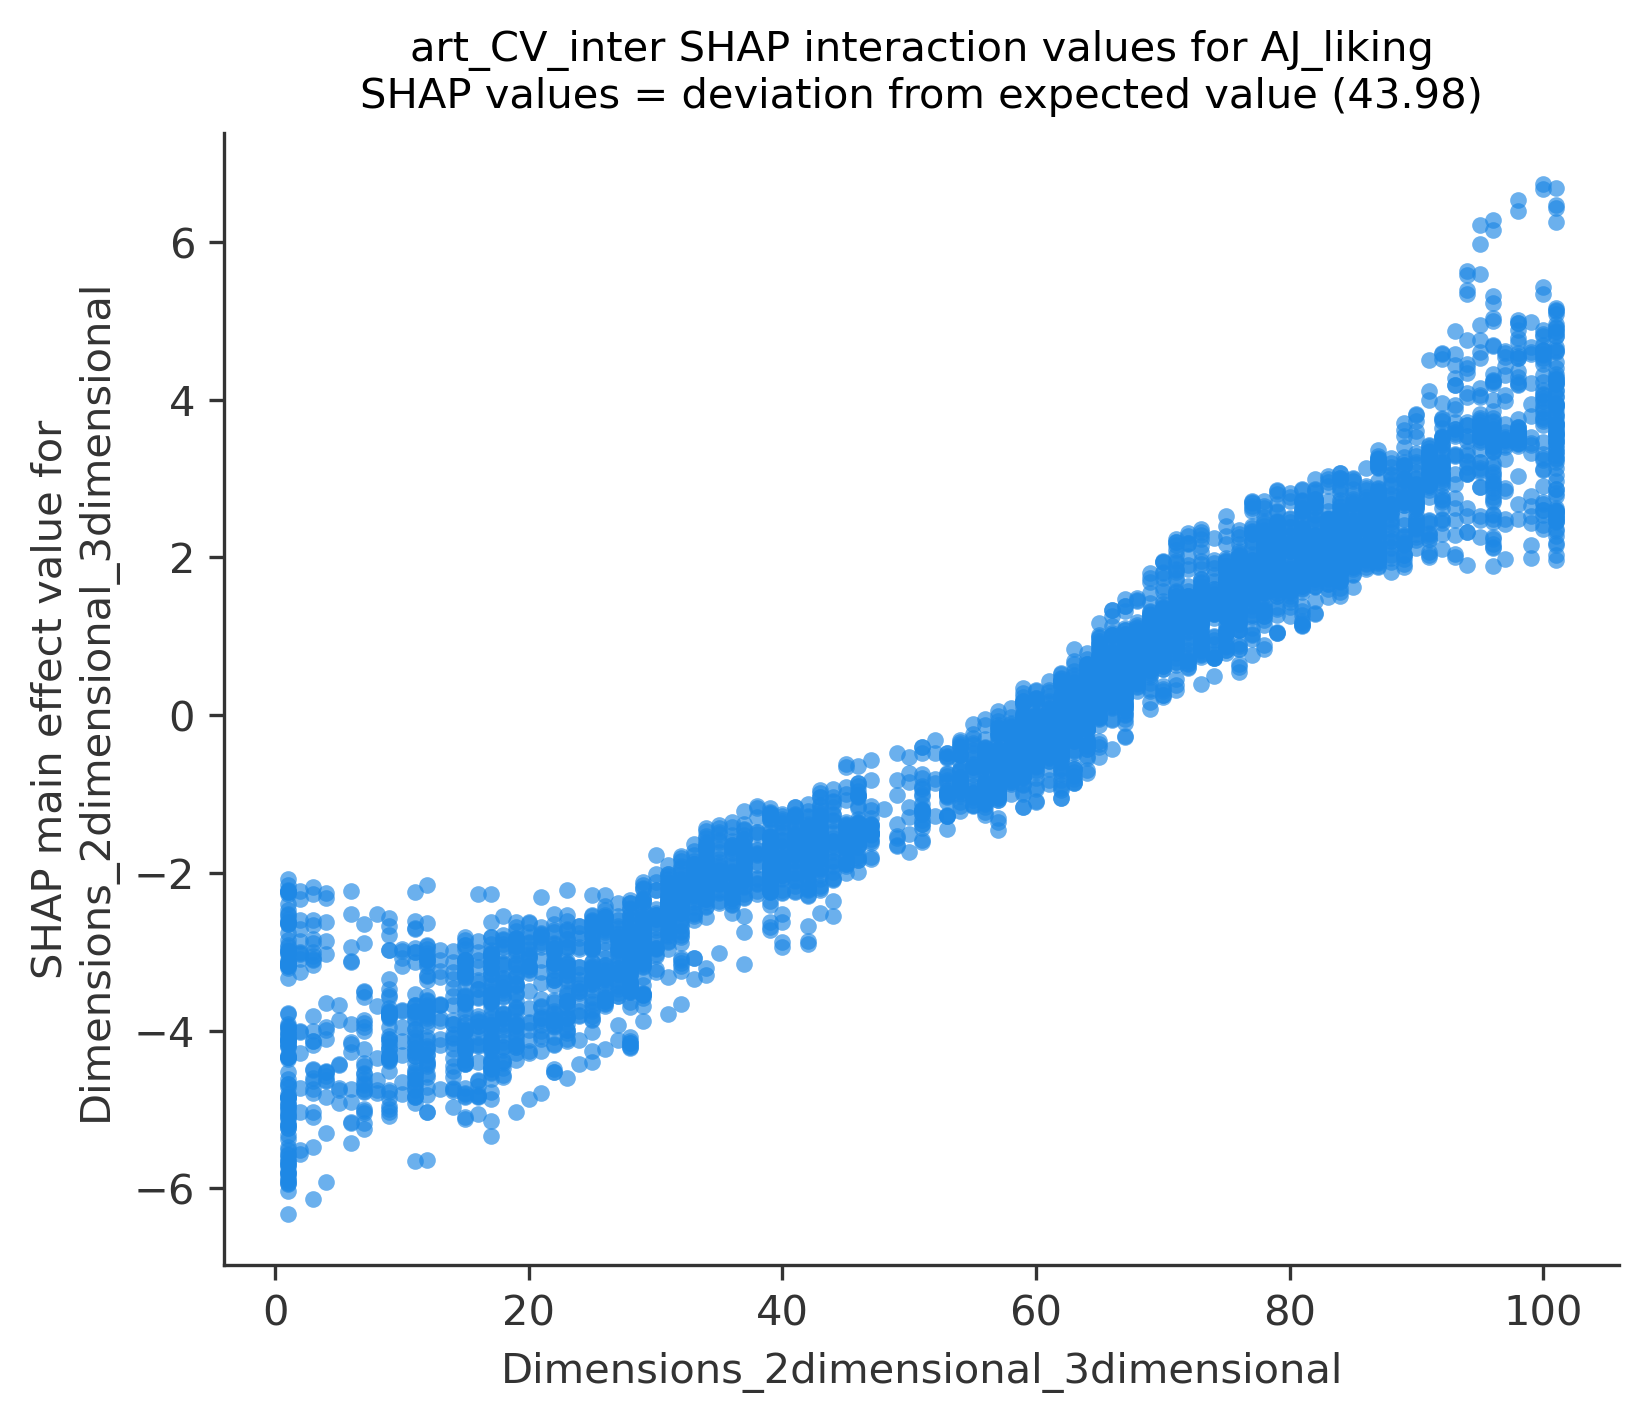 art_CV_inter SHAP interaction values for AJ_liking
SHAP values = deviation from expected value (43.98)
SHAP main effect value for
Dimensions_2dimensional_3dimensional
6
4
2
0
−2
−4
−6
0
20
40
60
80
100
Dimensions_2dimensional_3dimensional